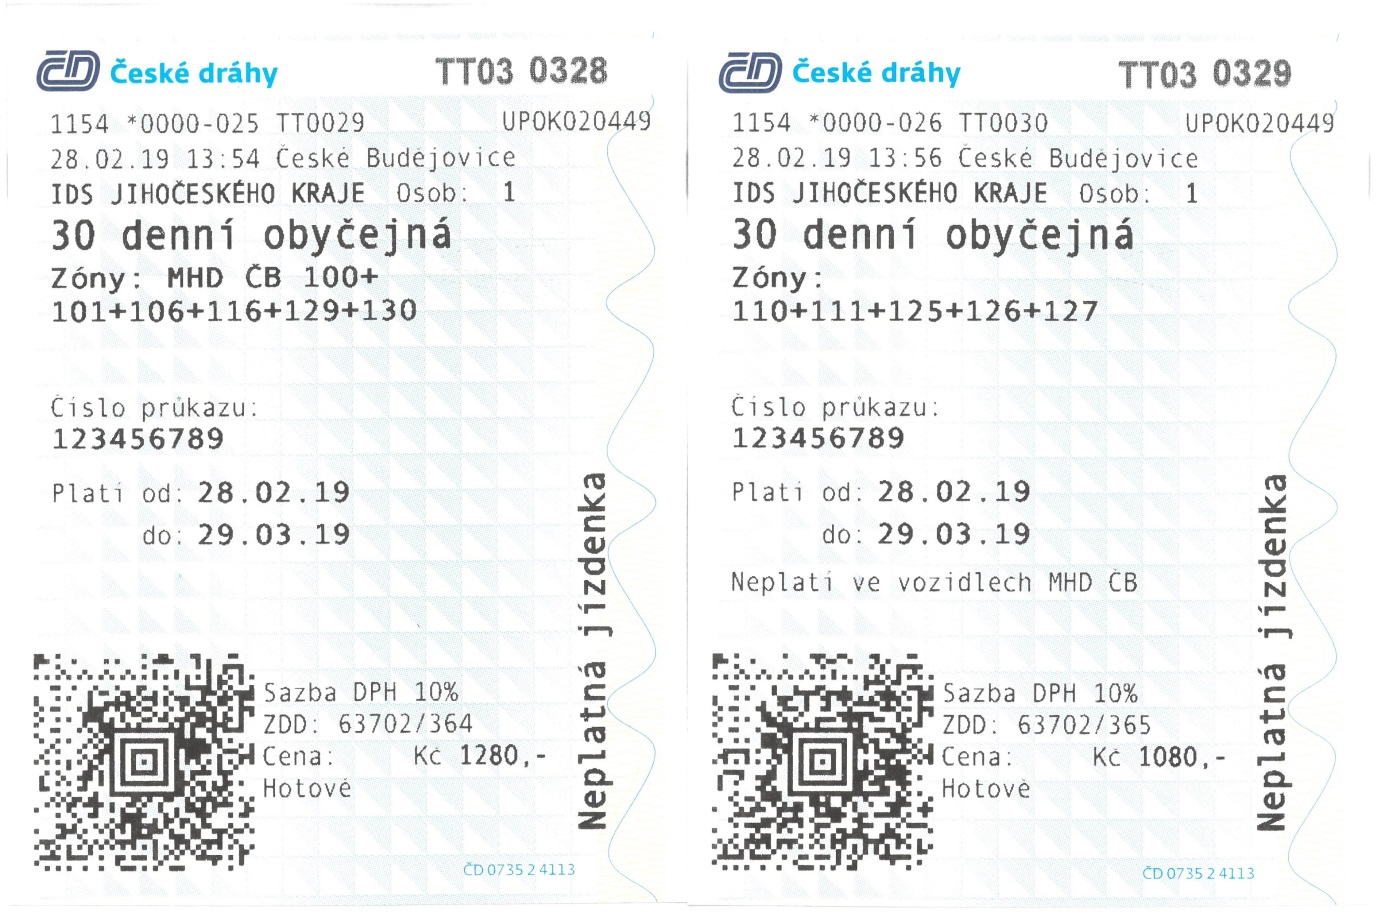 ČD České dráhy TT03 0328
1154 *0000-025 TT0029 UP0K020449
28.02.19 13:54 České Budějovice
IDS JIHOČESKÉHO KRAJE Osob: 1
30 denní obyčejná
Zóny: MHD ČB 100+
101+106+116+129+130
Číslo průkazu:
123456789
Platí od: 28.02.19
do: 29.03.19
Sazba DPH 10%
ZDD: 63702/364
Cena: Kč 1280,-
Hotově
Neplatná jízdenka
ČD 0735 2 4113
ČD České dráhy TT03 0329
1154 *0000-026 TT0030 UP0K020449
28.02.19 13:56 České Budějovice
IDS JIHOČESKÉHO KRAJE Osob: 1
30 denní obyčejná
Zóny:
110+111+125+126+127
Číslo průkazu:
123456789
Platí od: 28.02.19
do: 29.03.19
Neplatí ve vozidlech MHD ČB
Sazba DPH 10%
ZDD: 63702/365
Cena: Kč 1080,-
Hotově
Neplatná jízdenka
ČD 0735 2 4113